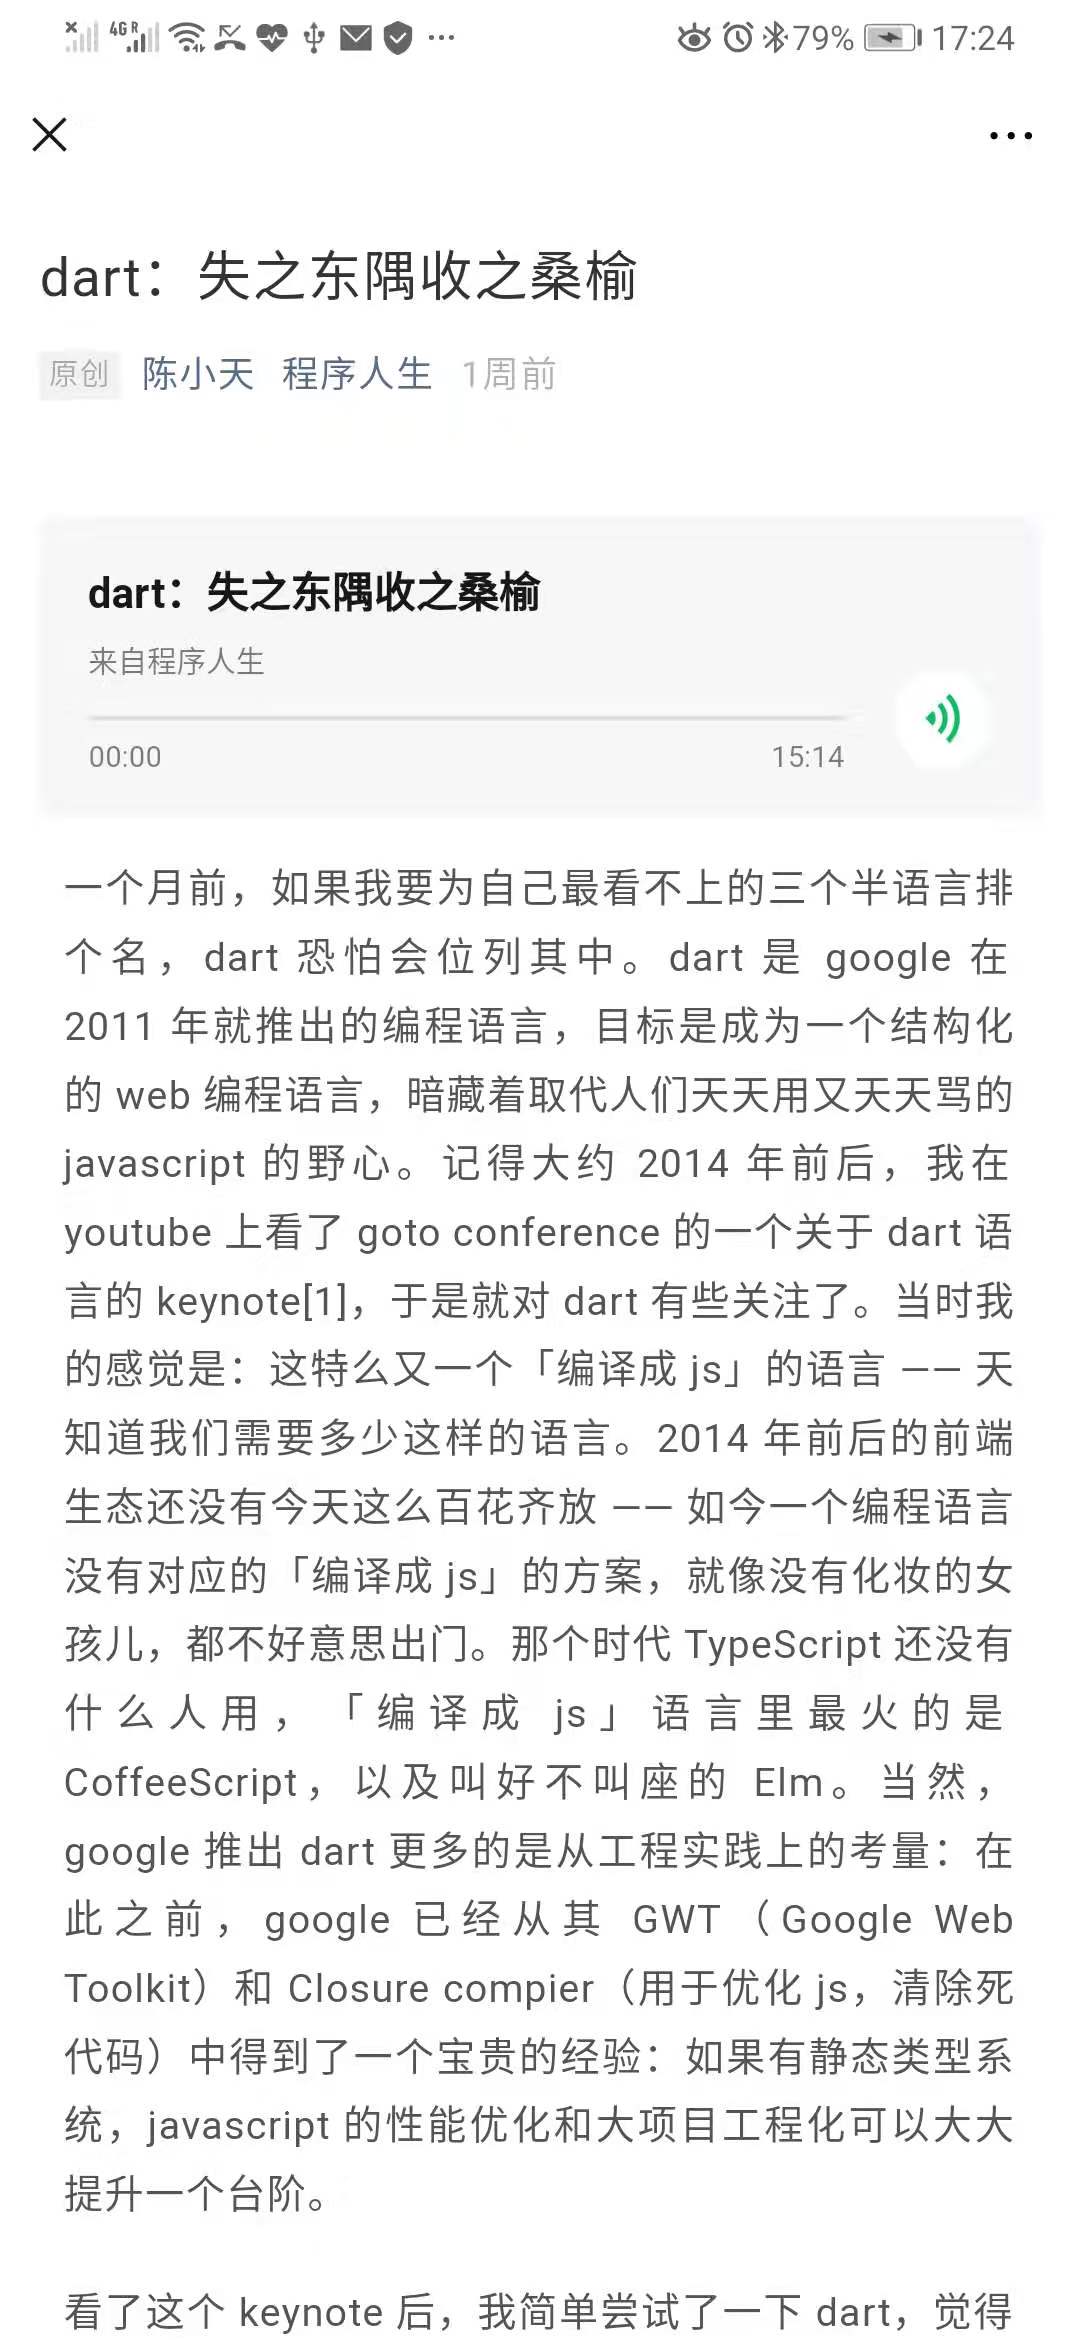 4G R
79% 17:24
dart：失之东隅收之桑榆
原创 陈小天 程序人生 1周前
dart：失之东隅收之桑榆
来自程序人生
00:00 15:14
一个月前，如果我要为自己最看不上的三个半语言排
个名，dart 恐怕会位列其中。dart 是 google 在
2011 年就推出的编程语言，目标是成为一个结构化
的 web 编程语言，暗藏着取代人们天天用又天天骂的
javascript 的野心。记得大约 2014 年前后，我在
youtube 上看了 goto conference 的一个关于 dart 语
言的 keynote[1]，于是就对 dart 有些关注了。当时我
的感觉是：这特么又一个「编译成 js」的语言 —— 天
知道我们需要多少这样的语言。2014 年前后的前端
生态还没有今天这么百花齐放 —— 如今一个编程语言
没有对应的「编译成 js」的方案，就像没有化妆的女
孩儿，都不好意思出门。那个时代 TypeScript 还没有
什么人用，「编译成 js」语言里最火的是
CoffeeScript，以及叫好不叫座的 Elm。当然，
google 推出 dart 更多的是从工程实践上的考量：在
此之前，google 已经从其 GWT（Google Web
Toolkit）和 Closure compier（用于优化 js，清除死
代码）中得到了一个宝贵的经验：如果有静态类型系
统，javascript 的性能优化和大项目工程化可以大大
提升一个台阶。
看了这个 keynote 后，我简单尝试了一下 dart，觉得